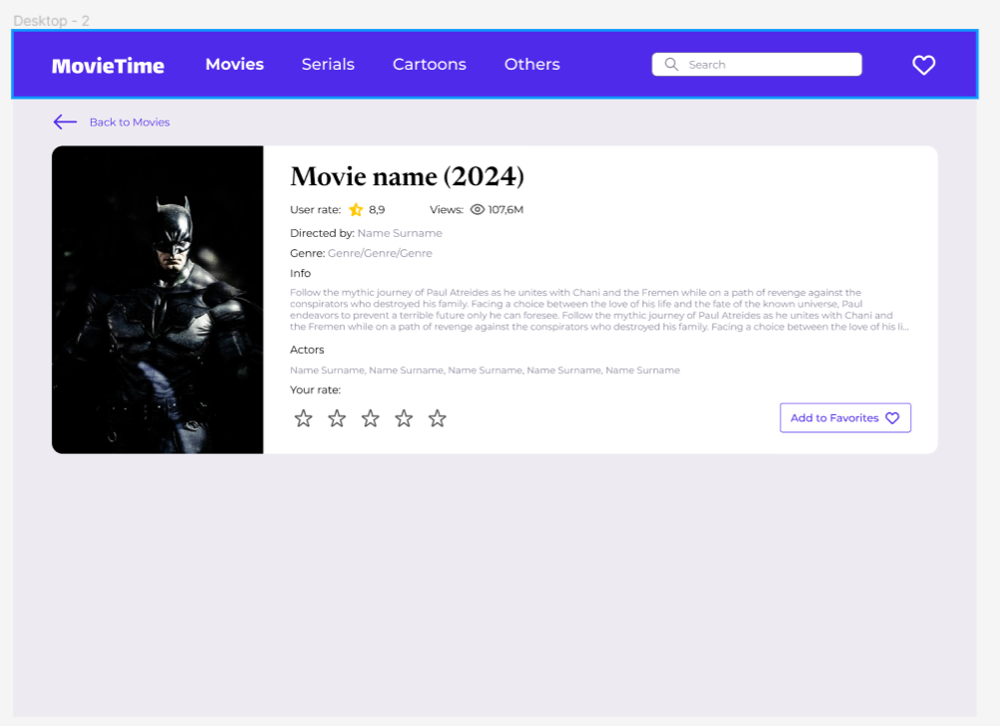 Desktop - 2
MovieTime Movies Serials Cartoons Others Search
Back to Movies
Movie name (2024)
User rate: 8,9 Views: 107,6M
Directed by: Name Surname
Genre: Genre/Genre/Genre
Info
Follow the mythic journey of Paul Atreides as he unites with Chani and the Fremen while on a path of revenge against the
conspirators who destroyed his family. Facing a choice between the love of his life and the fate of the known universe, Paul
endeavors to prevent a terrible future only he can foresee. Follow the mythic journey of Paul Atreides as he unites with Chani and
the Fremen while on a path of revenge against the conspirators who destroyed his family. Facing a choice between the love of his li...
Actors
Name Surname, Name Surname, Name Surname, Name Surname, Name Surname
Your rate:
Add to Favorites